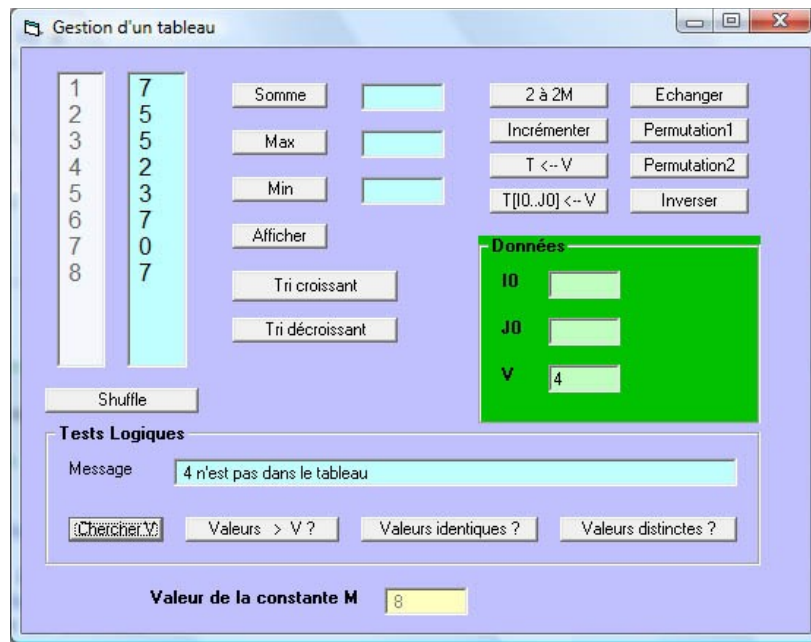 Gestion d'un tableau
1
2
3
4
5
6
7
8
7
5
5
2
3
7
0
7
Shuffle
Somme
Max
Min
Afficher
Tri croissant
Tri décroissant
2 à 2M
Echanger
Incrémenter
Permutation1
T <-- V
Permutation2
T[I0..J0] <-- V
Inverser
Données
I0
J0
V
4
Tests Logiques
Message
4 n'est pas dans le tableau
Chercher V
Valeurs > V ?
Valeurs identiques ?
Valeurs distinctes ?
Valeur de la constante M
8